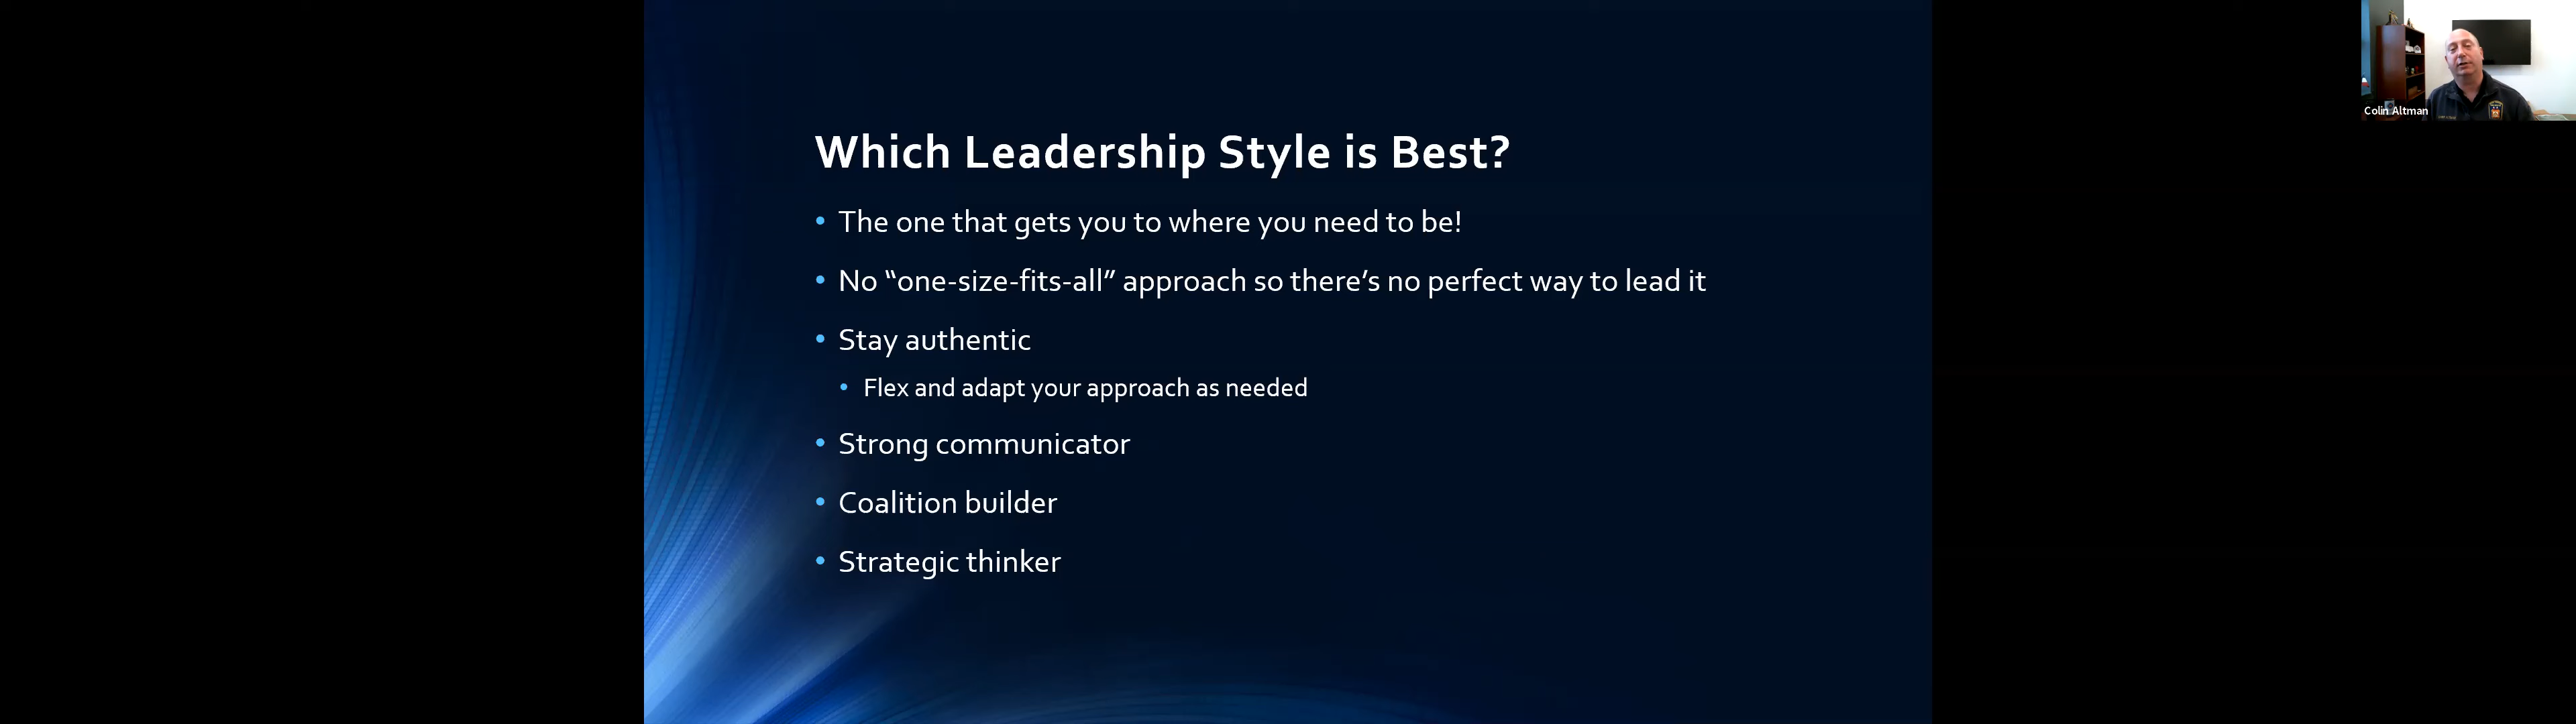 Which Leadership Style is Best?
• The one that gets you to where you need to be!
• No “one-size-fits-all” approach so there’s no perfect way to lead it
• Stay authentic
• Flex and adapt your approach as needed
• Strong communicator
• Coalition builder
• Strategic thinker
Colin Altman